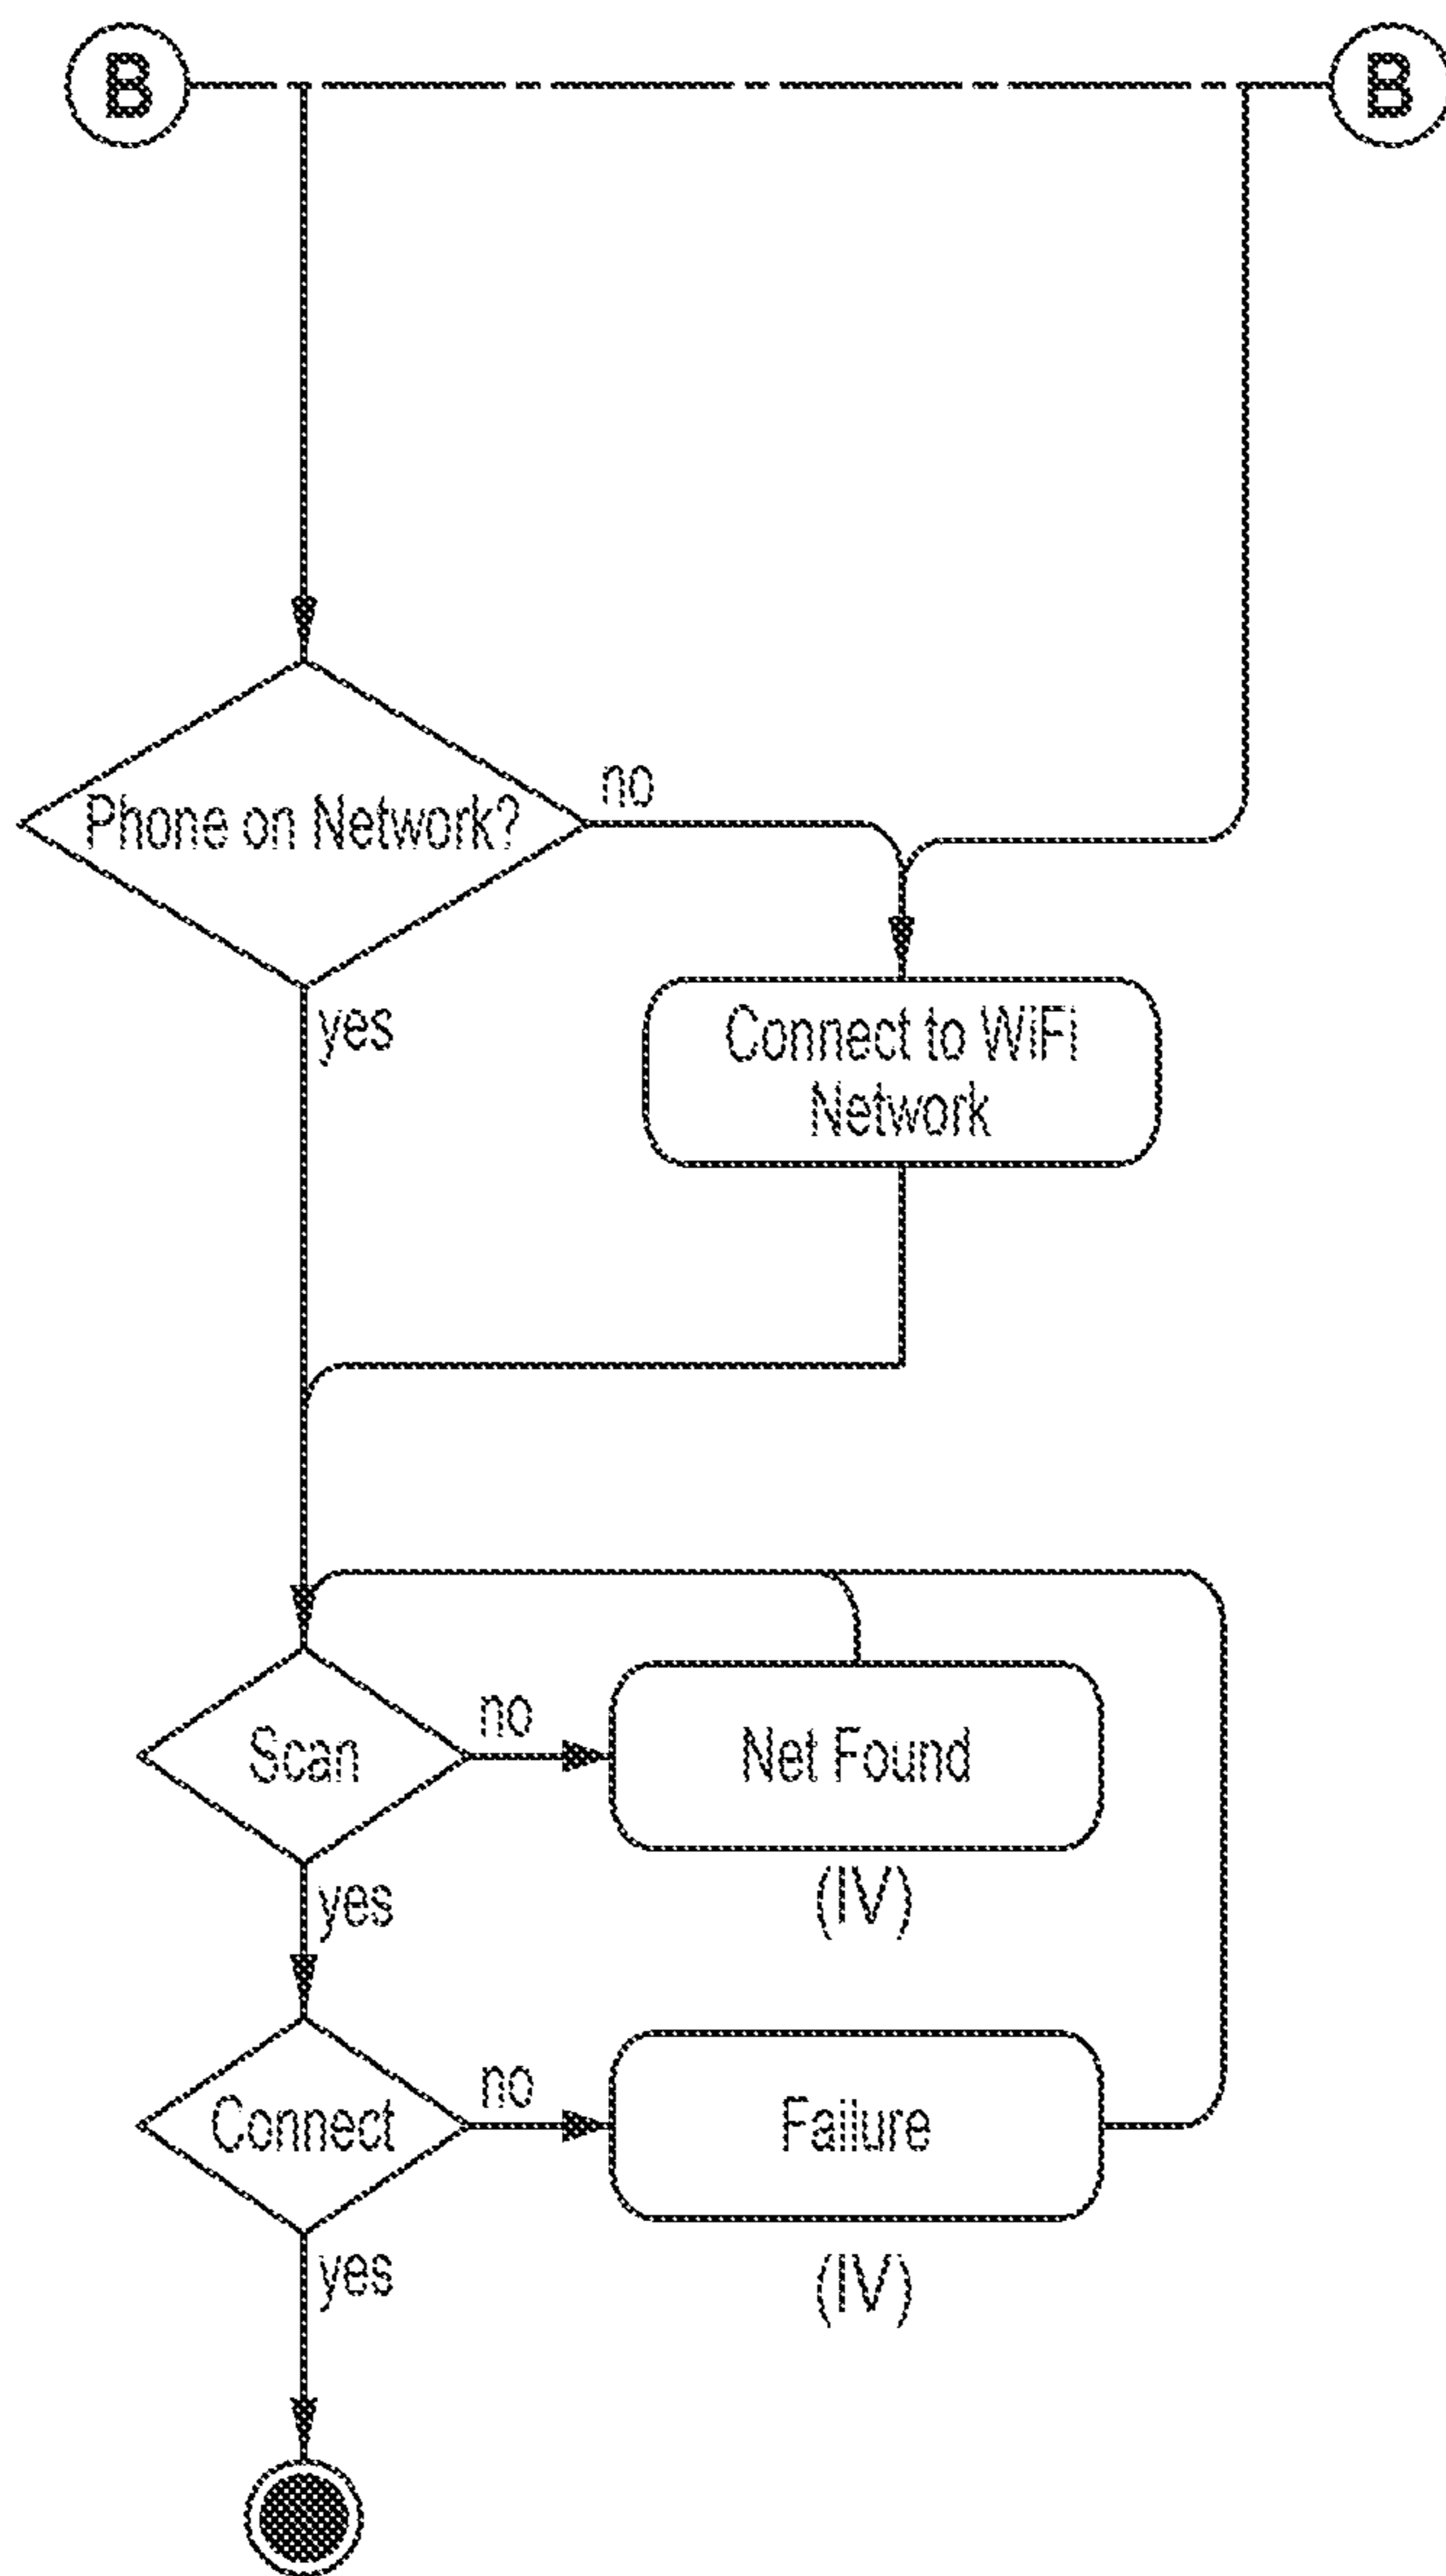 B B
no
Phone on Network?
yes
Connect to WiFi
Network
no
Scan
Net Found
yes
(IV)
no
Connect
Failure
yes
(IV)